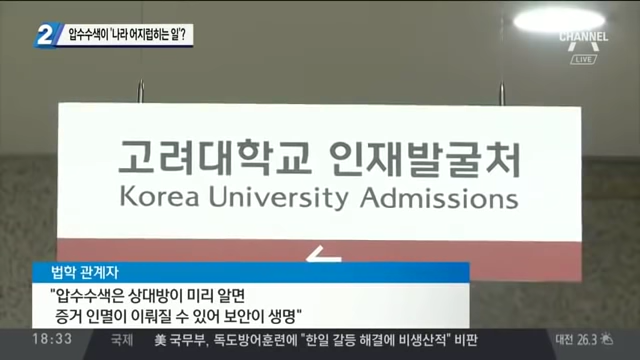 2 압수수색이 '나라 어지럽히는 일'?
CHANNEL A
LIVE
고려대학교 인재발굴처
Korea University Admissions
법학 관계자
"압수수색은 상대방이 미리 알면
증거 인멸이 이뤄질 수 있어 보안이 생명"
18:33 국제 美 국무부, 독도방어훈련에 "한일 갈등 해결에 비생산적" 비판 대전 26.3